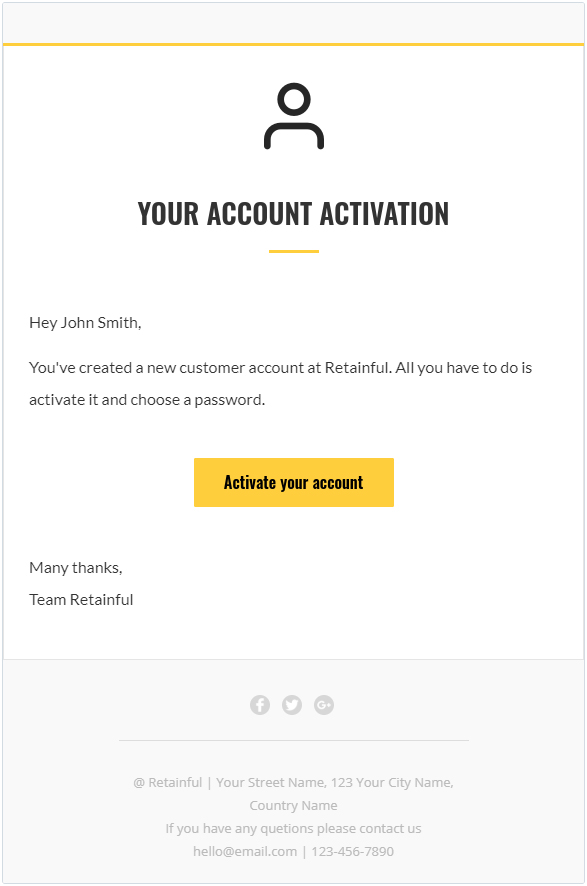 YOUR ACCOUNT ACTIVATION
Hey John Smith,
You've created a new customer account at Retainful. All you have to do is
activate it and choose a password.
Activate your account
Many thanks,
Team Retainful
@ Retainful | Your Street Name, 123 Your City Name,
Country Name
If you have any quetions please contact us
hello@email.com | 123-456-7890